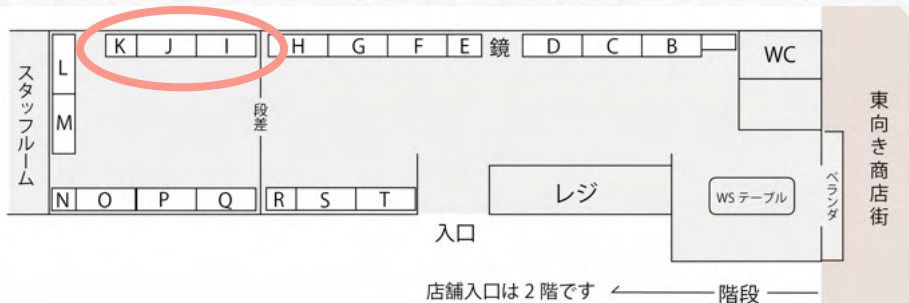 K J I H G F E 鏡 D C B WC
L
M
スタッフルーム
段差
N O P Q R S T
レジ
WS テーブル
ベランダ
東向き商店街
入口
店舗入口は 2 階です
階段